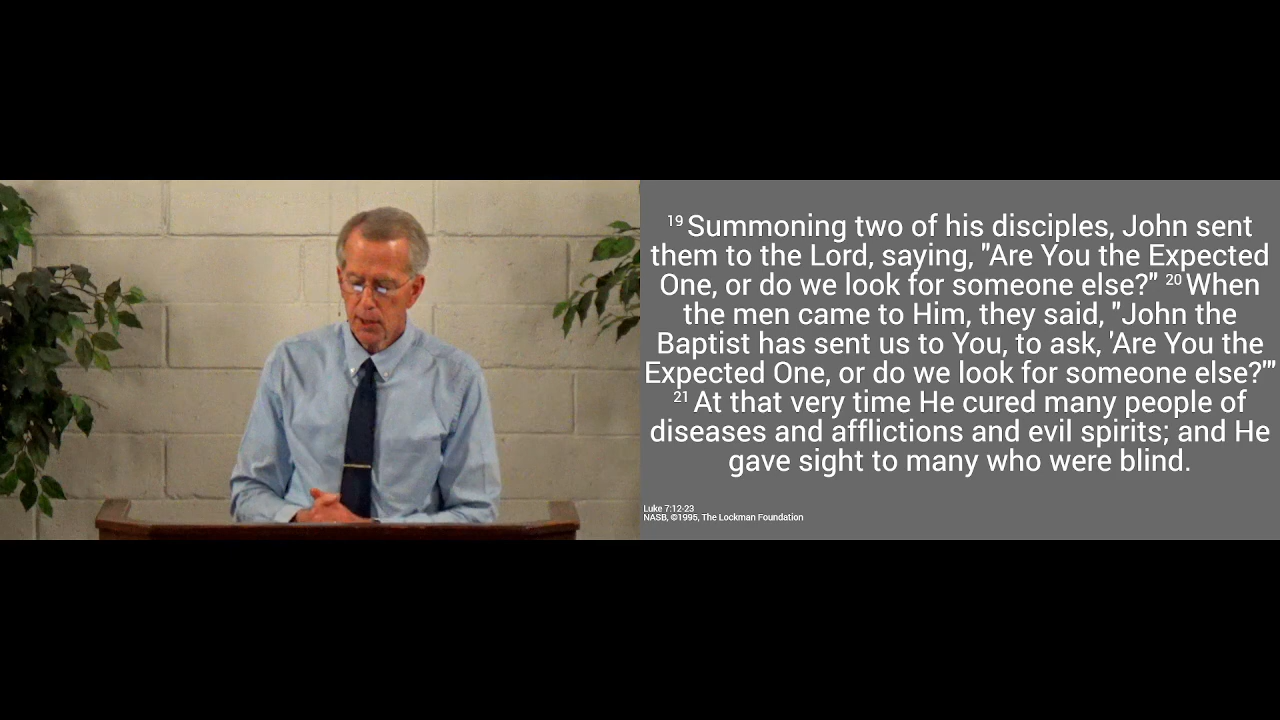 19 Summoning two of his disciples, John sent
them to the Lord, saying, "Are You the Expected
One, or do we look for someone else?" 20 When
the men came to Him, they said, "John the
Baptist has sent us to You, to ask, 'Are You the
Expected One, or do we look for someone else?'"
21 At that very time He cured many people of
diseases and afflictions and evil spirits; and He
gave sight to many who were blind.
Luke 7:12-23
NASB, ©1995, The Lockman Foundation